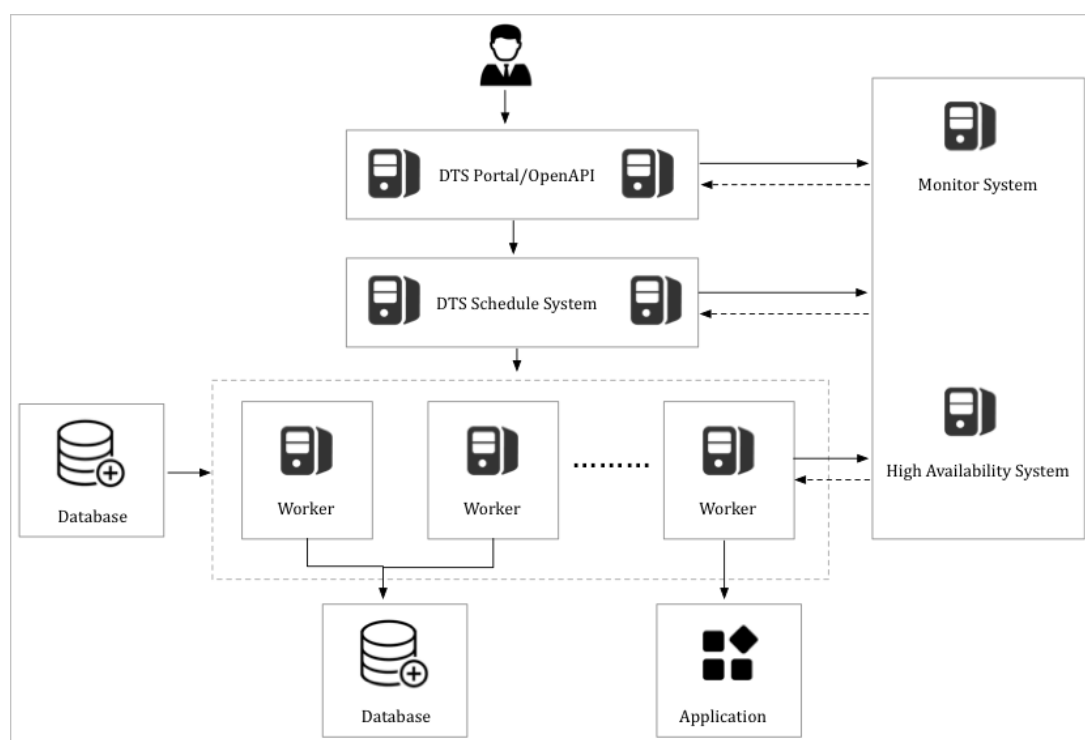 DTS Portal/OpenAPI
Monitor System
DTS Schedule System
High Availability System
Database
Worker
Worker
.........
Worker
Database
Application